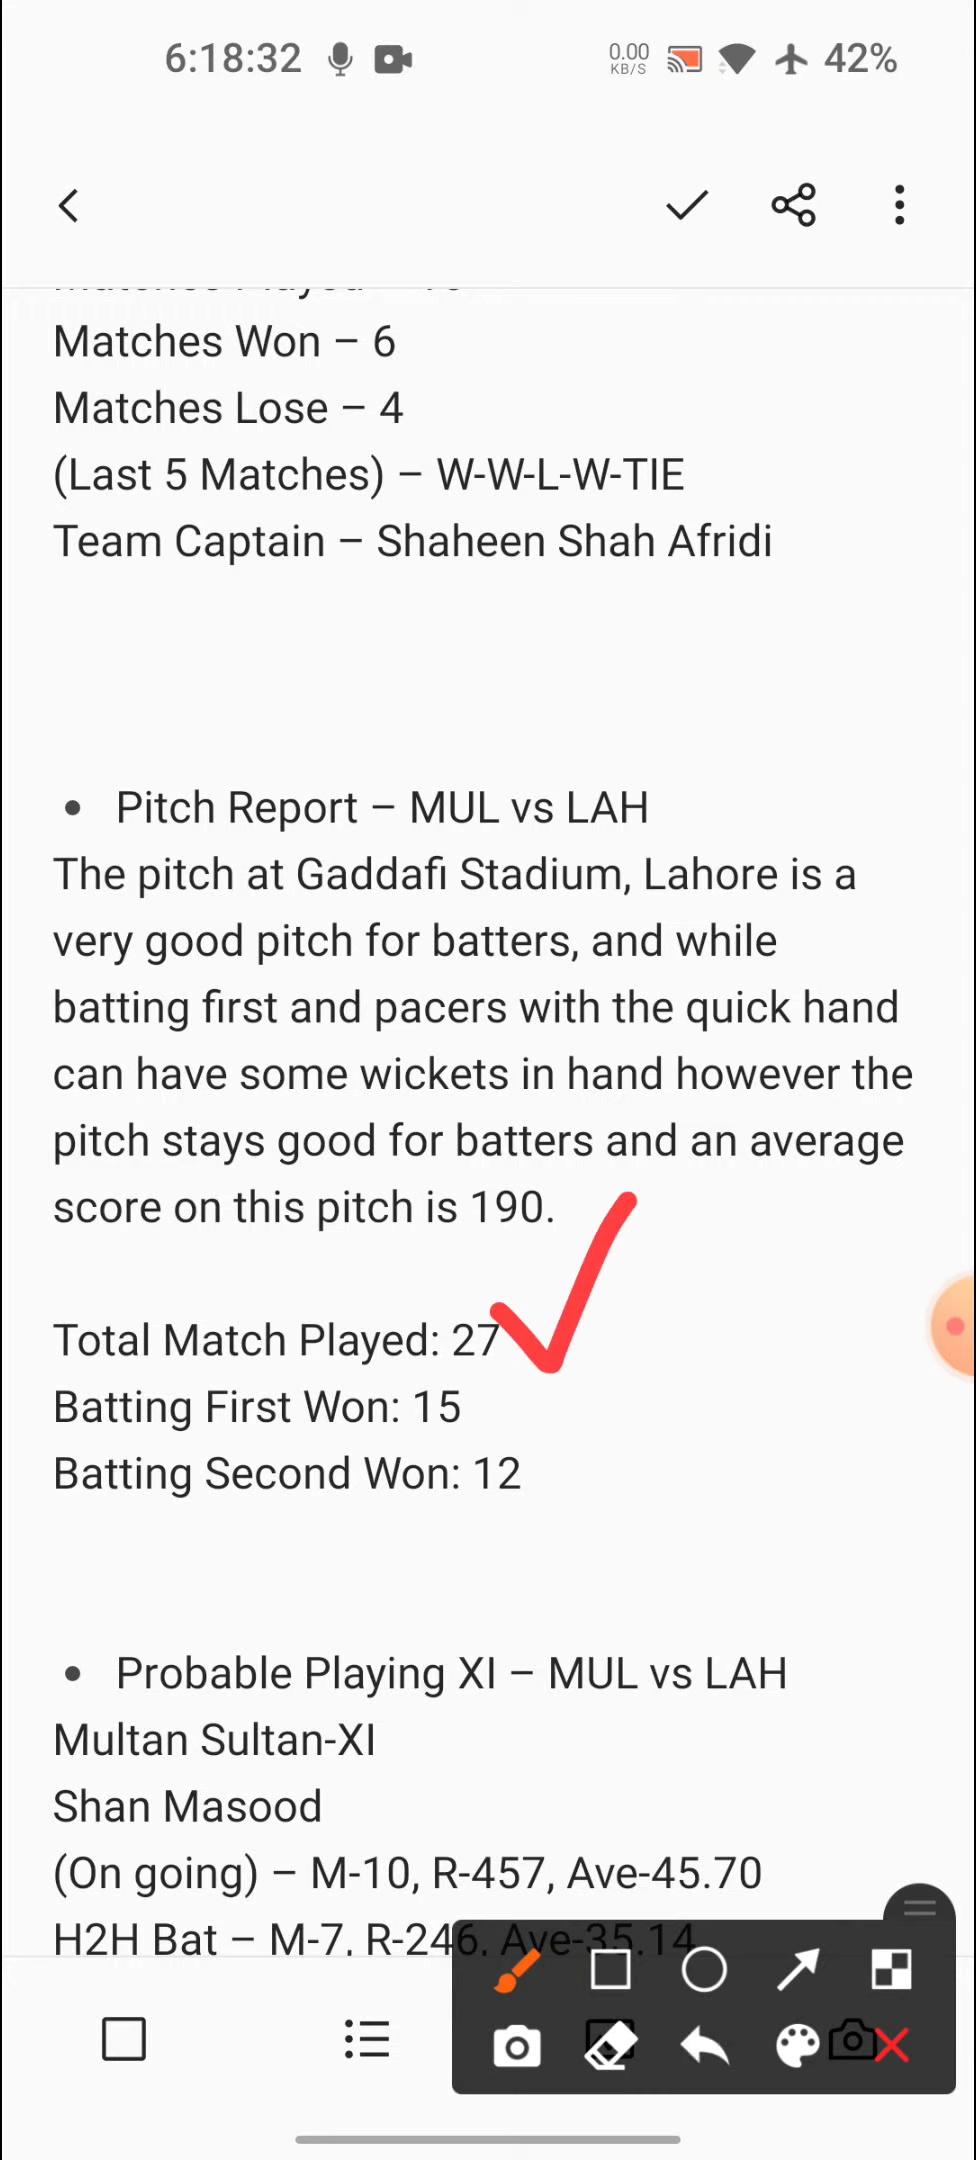 6:18:32
0.00
KB/S
42%
Matches Won – 6
Matches Lose – 4
(Last 5 Matches) – W-W-L-W-TIE
Team Captain – Shaheen Shah Afridi
• Pitch Report – MUL vs LAH
The pitch at Gaddafi Stadium, Lahore is a
very good pitch for batters, and while
batting first and pacers with the quick hand
can have some wickets in hand however the
pitch stays good for batters and an average
score on this pitch is 190.
Total Match Played: 27
Batting First Won: 15
Batting Second Won: 12
• Probable Playing XI – MUL vs LAH
Multan Sultan-XI
Shan Masood
(On going) – M-10, R-457, Ave-45.70
H2H Bat – M-7, R-246, Ave-35.14